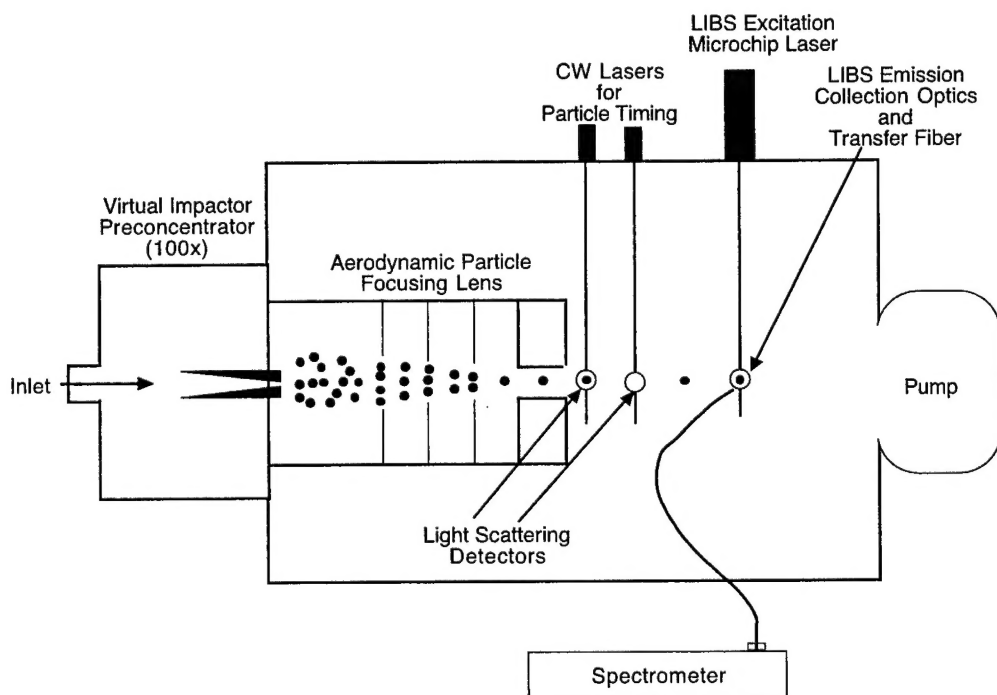 LIBS Excitation
Microchip Laser
CW Lasers
for
Particle Timing
LIBS Emission
Collection Optics
and
Transfer Fiber
Virtual Impactor
Preconcentrator
(100x)
Aerodynamic Particle
Focusing Lens
Inlet
Pump
Light Scattering
Detectors
Spectrometer